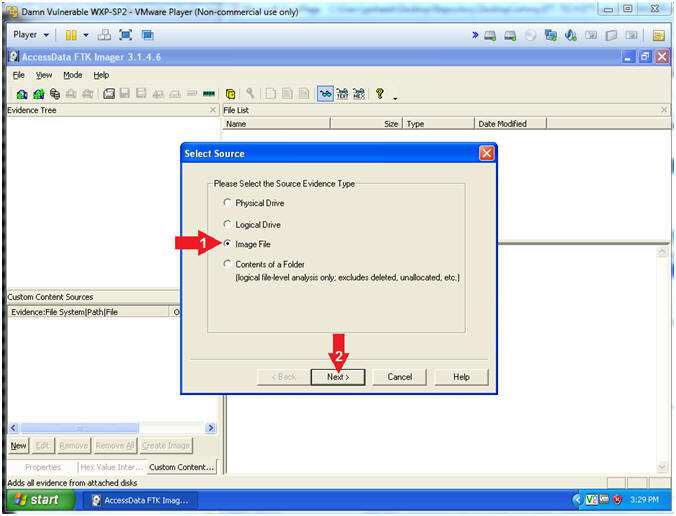 Damn Vulnerable WXP-SP2 - VMware Player (Non-commercial use only)
Player
AccessData FTK Imager 3.1.4.6
File View Mode Help
Evidence Tree
File List
Name Size Type Date Modified
Select Source
Please Select the Source Evidence Type
Physical Drive
Logical Drive
1
Image File
Contents of a Folder
(logical file-level analysis only; excludes deleted, unallocated, etc.)
Custom Content Sources
Evidence:File System|Path|File O
2
< Back Next > Cancel Help
New Edit Remove Remove All Create Image
Properties Hex Value Inter... Custom Content...
Adds all evidence from attached disks
start AccessData FTK Imag... 3:29 PM